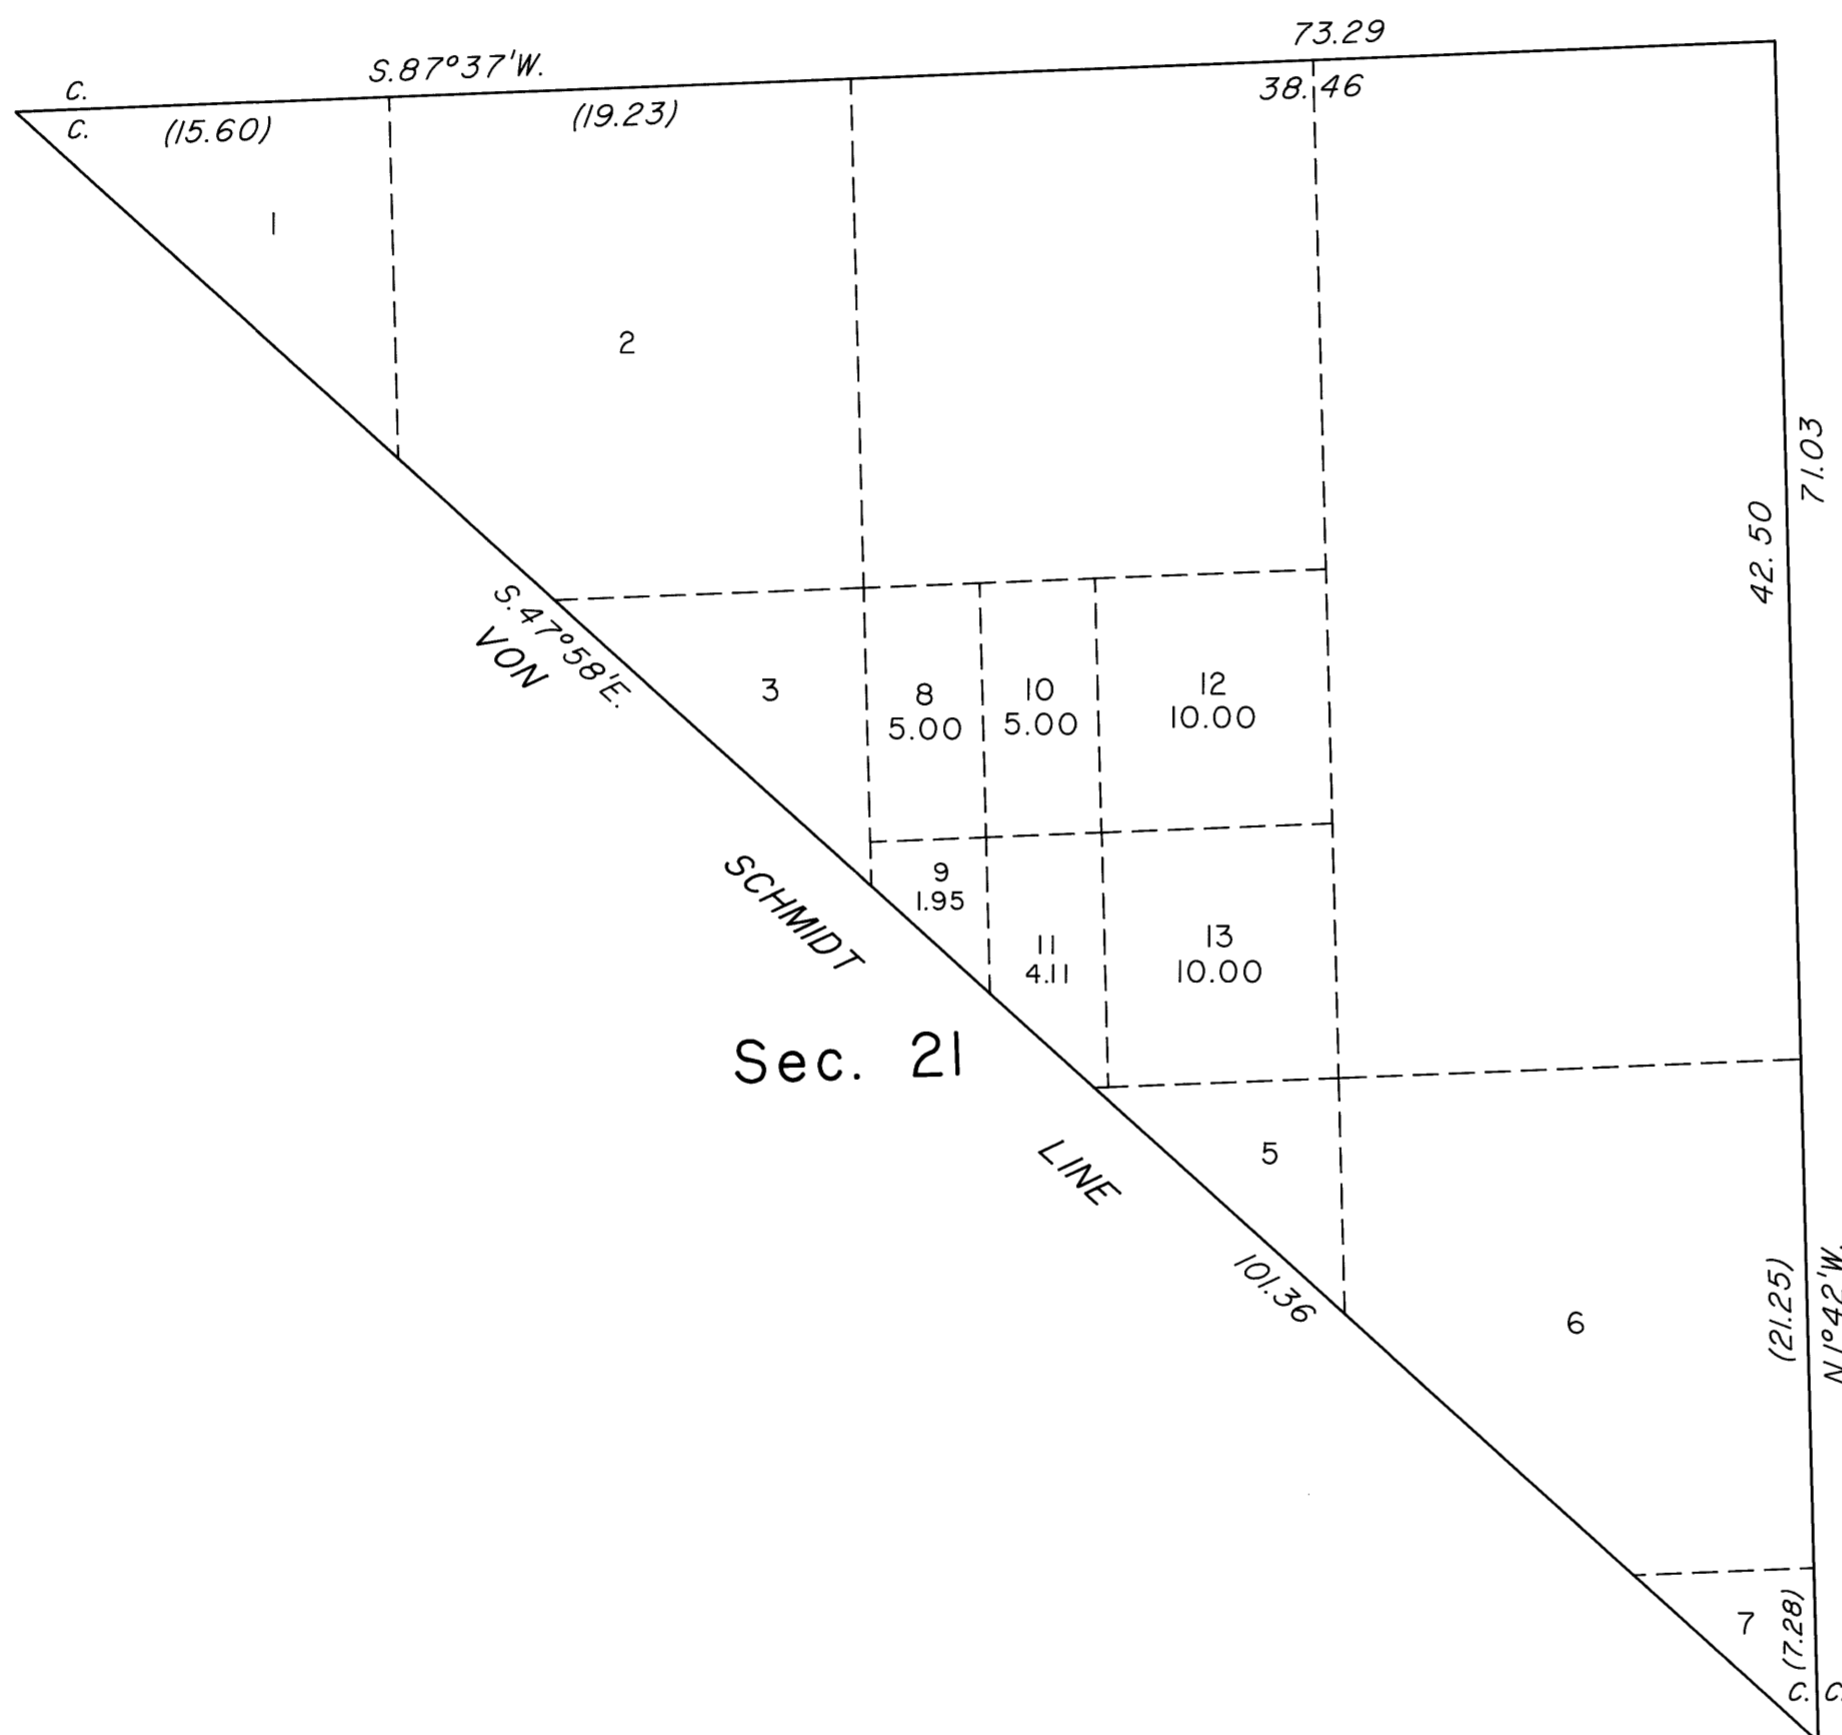 73.29
S.87°37'W.
C.
38.46
C.
(15.60)
(19.23)
1
2
71.03
42.50
S.47°58'E.
VON
3
8
5.00
10
5.00
12
10.00
SCHMIDT
9
1.95
11
4.11
13
10.00
Sec. 21
LINE
5
101.36
6
(21.25)
N.1°42'W.
7
(7.28)
C.
C.